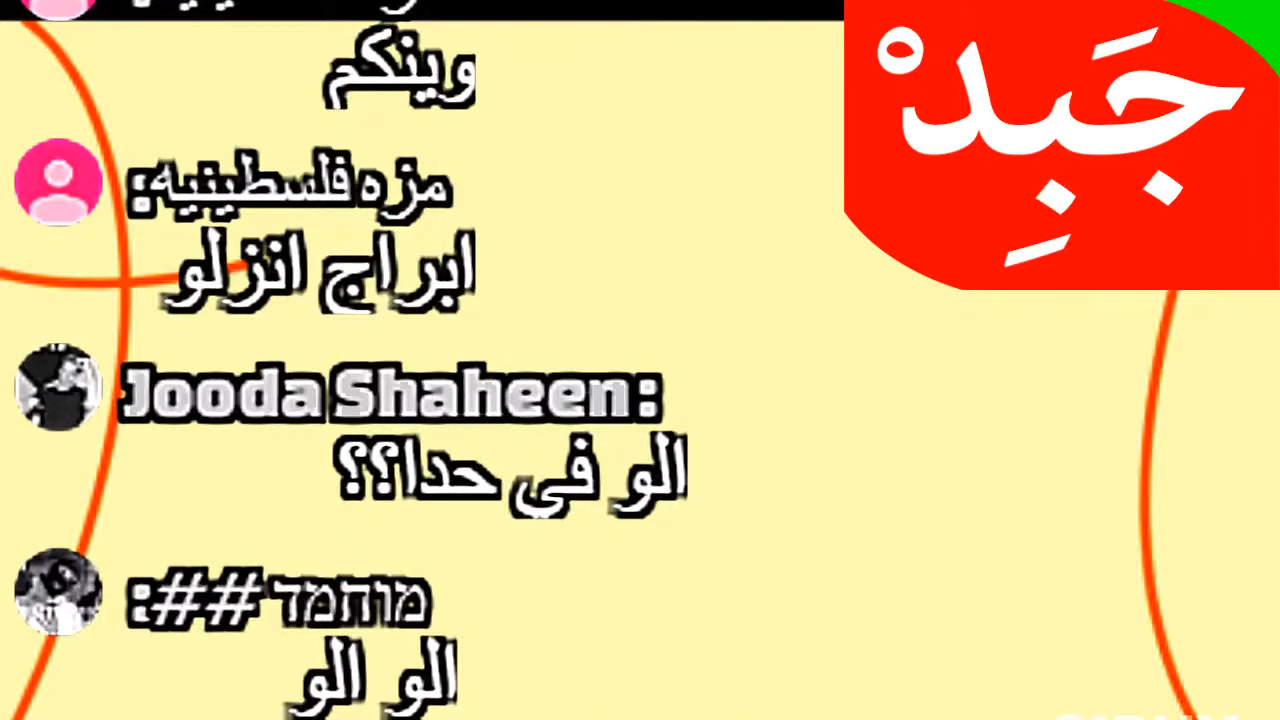 وينكم
مزه فلسطينيه:
ابراج انزلو
Jooda Shaheen:
الو في حدا؟؟
מוחמד ##:
الو الو
جَبِدْ